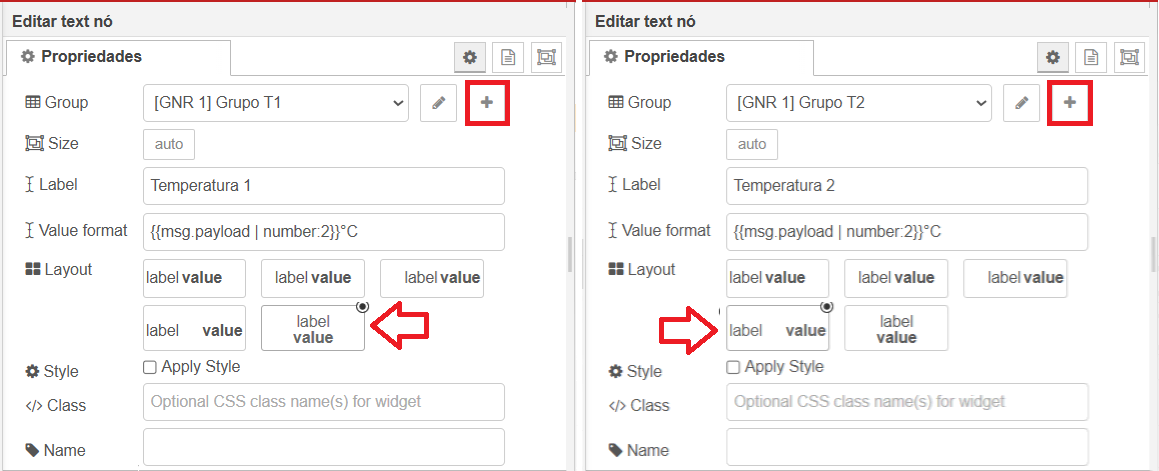 Editar text nó
Propriedades
Group
[GNR 1] Grupo T1
Size
auto
Label
Temperatura 1
Value format
{{msg.payload | number:2}}°C
Layout
label value
label value
label value
label value
label
value
Style
Apply Style
Class
Optional CSS class name(s) for widget
Name
Editar text nó
Propriedades
Group
[GNR 1] Grupo T2
Size
auto
Label
Temperatura 2
Value format
{{msg.payload | number:2}}°C
Layout
label value
label value
label value
label value
label
value
Style
Apply Style
Class
Optional CSS class name(s) for widget
Name